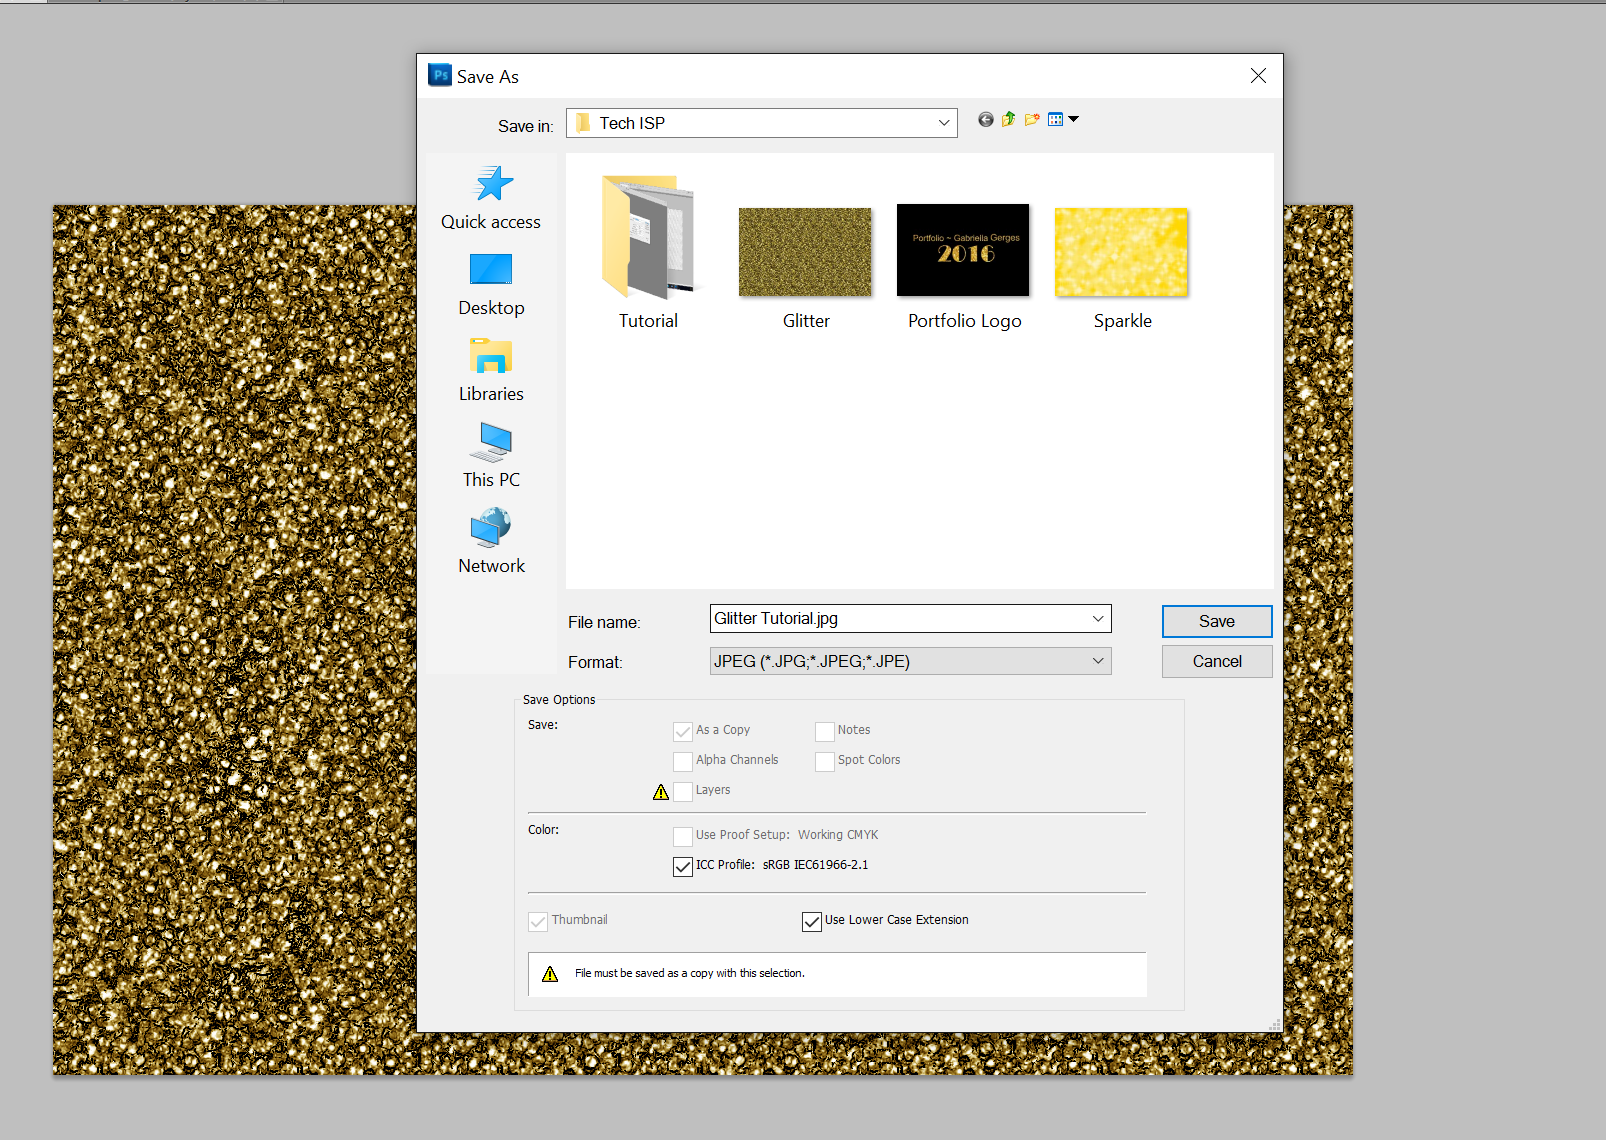 Ps Save As
Save in: Tech ISP
Quick access
Desktop
Libraries
This PC
Network
Tutorial
Glitter
Portfolio ~ Gabriella Gerges
2016
Portfolio Logo
Sparkle
File name: Glitter Tutorial.jpg
Save
Format: JPEG (*.JPG;*.JPEG;*.JPE)
Cancel
Save Options
Save:
As a Copy
Notes
Alpha Channels
Spot Colors
Layers
Color:
Use Proof Setup: Working CMYK
ICC Profile: sRGB IEC61966-2.1
Thumbnail
Use Lower Case Extension
File must be saved as a copy with this selection.